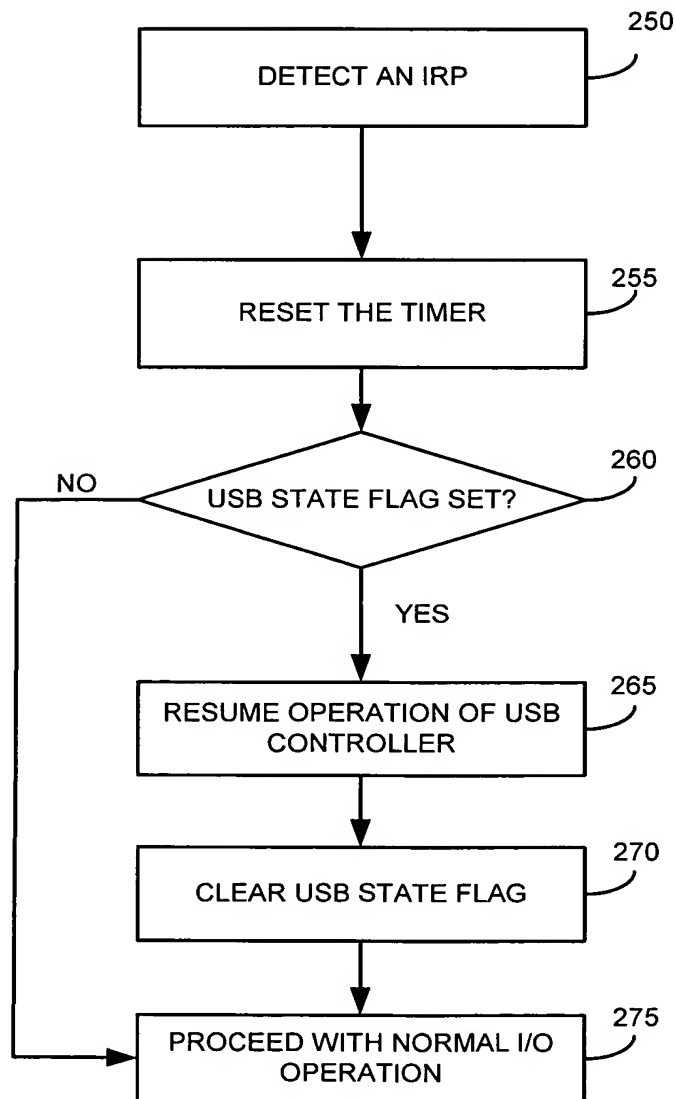 250
DETECT AN IRP
255
RESET THE TIMER
260
NO
USB STATE FLAG SET?
YES
265
RESUME OPERATION OF USB
CONTROLLER
270
CLEAR USB STATE FLAG
275
PROCEED WITH NORMAL I/O
OPERATION